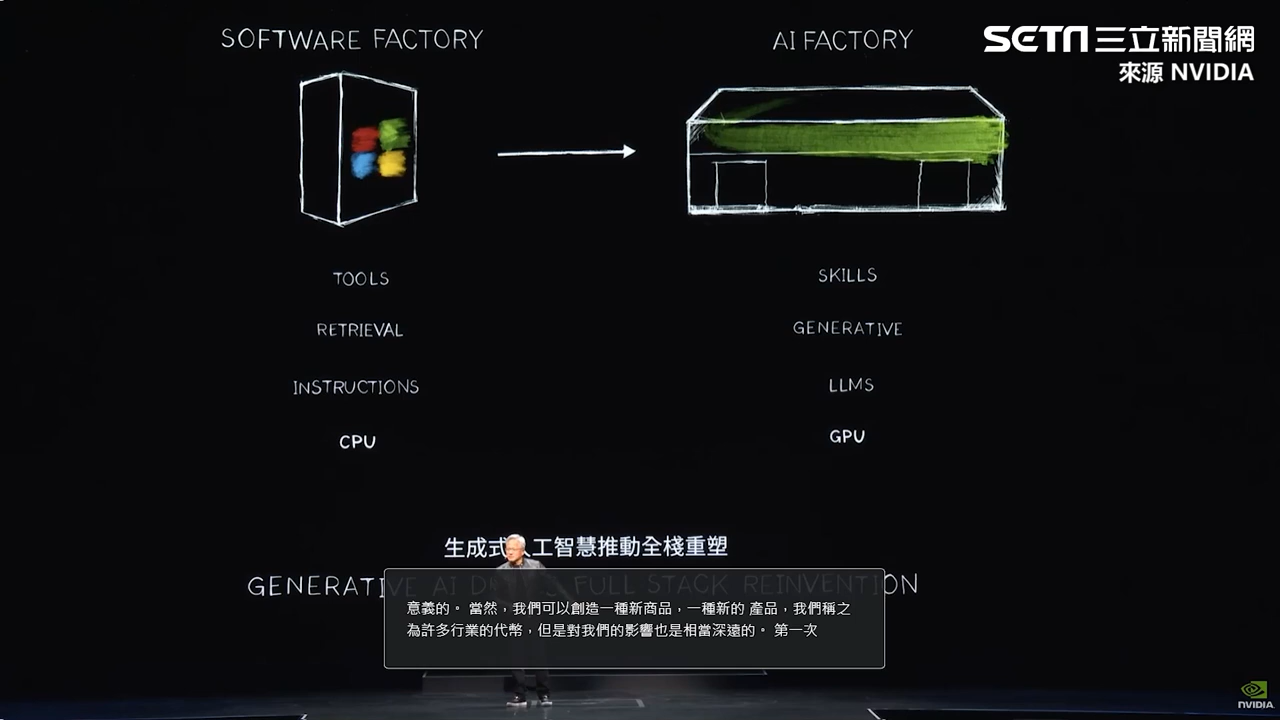 SOFTWARE FACTORY
AI FACTORY
SETN三立新聞網
來源 NVIDIA
TOOLS
SKILLS
RETRIEVAL
GENERATIVE
INSTRUCTIONS
LLMS
CPU
GPU
生成式人工智慧推動全棧重塑
GENERATIVE AI D FULL STACK REINVENTION
意義的。 當然，我們可以創造一種新商品，一種新的 產品，我們稱之
為許多行業的代幣，但是對我們的影響也是相當深遠的。 第一次
NVIDIA